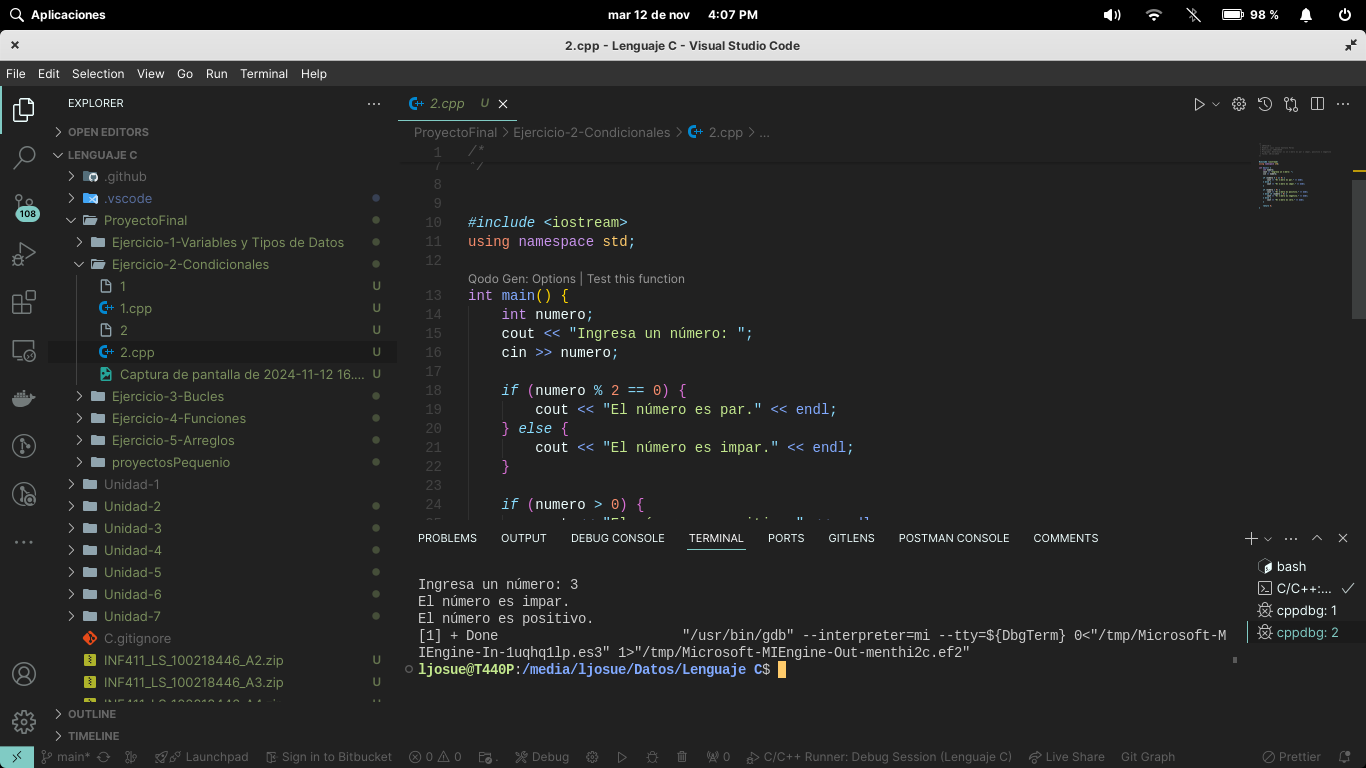 Aplicaciones
mar 12 de nov 4:07 PM
98 %
2.cpp - Lenguaje C - Visual Studio Code
File Edit Selection View Go Run Terminal Help
EXPLORER
OPEN EDITORS
LENGUAJE C
.github
.vscode
ProyectoFinal
Ejercicio-1-Variables y Tipos de Datos
Ejercicio-2-Condicionales
1 U
1.cpp U
2 U
2.cpp U
Captura de pantalla de 2024-11-12 16.... U
Ejercicio-3-Bucles
Ejercicio-4-Funciones
Ejercicio-5-Arreglos
proyectosPequenio
Unidad-1
Unidad-2
Unidad-3
Unidad-4
Unidad-5
Unidad-6
Unidad-7
C.gitignore
INF411_LS_100218446_A2.zip U
INF411_LS_100218446_A3.zip U
OUTLINE
TIMELINE
108
2.cpp U
ProyectoFinal > Ejercicio-2-Condicionales > 2.cpp > ...
1 /*
7 */
8
9
10 #include <iostream>
11 using namespace std;
12
Qodo Gen: Options | Test this function
13 int main() {
14 int numero;
15 cout << "Ingresa un número: ";
16 cin >> numero;
17
18 if (numero % 2 == 0) {
19 cout << "El número es par." << endl;
20 } else {
21 cout << "El número es impar." << endl;
22 }
23
24 if (numero > 0) {
PROBLEMS OUTPUT DEBUG CONSOLE TERMINAL PORTS GITLENS POSTMAN CONSOLE COMMENTS
Ingresa un número: 3
El número es impar.
El número es positivo.
[1] + Done "/usr/bin/gdb" --interpreter=mi --tty=${DbgTerm} 0<"/tmp/Microsoft-M
IEngine-In-1uqhq1lp.es3" 1>"/tmp/Microsoft-MIEngine-Out-menthi2c.ef2"
ljosue@T440P:/media/ljosue/Datos/Lenguaje C$
bash
C/C++:...
cppdbg: 1
cppdbg: 2
main* Launchpad Sign in to Bitbucket 0 0 . Debug 0 C/C++ Runner: Debug Session (Lenguaje C) Live Share Git Graph Prettier